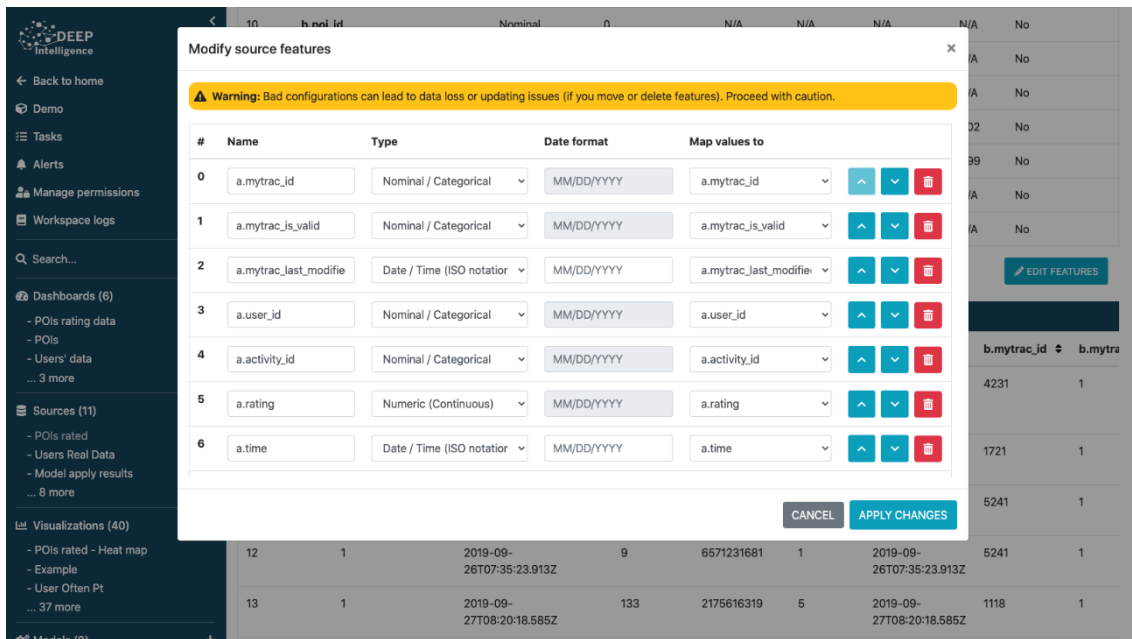 DEEP
Intelligence
Back to home
Demo
Tasks
Alerts
Manage permissions
Workspace logs
Search...
Dashboards (6)
- POIs rating data
- POIs
- Users' data
... 3 more
Sources (11)
- POIs rated
- Users Real Data
- Model apply results
... 8 more
Visualizations (40)
- POIs rated - Heat map
- Example
- User Often Pt
... 37 more
10 b.poi_id Nominal 0 N/A N/A N/A N/A No
/A No
/A No
02 No
99 No
/A No
/A No
EDIT FEATURES
Modify source features ×
Warning: Bad configurations can lead to data loss or updating issues (if you move or delete features). Proceed with caution.
# Name Type Date format Map values to
0 a.mytrac_id Nominal / Categorical MM/DD/YYYY a.mytrac_id
1 a.mytrac_is_valid Nominal / Categorical MM/DD/YYYY a.mytrac_is_valid
2 a.mytrac_last_modifie Date / Time (ISO notation MM/DD/YYYY a.mytrac_last_modifie
3 a.user_id Nominal / Categorical MM/DD/YYYY a.user_id
4 a.activity_id Nominal / Categorical MM/DD/YYYY a.activity_id
5 a.rating Numeric (Continuous) MM/DD/YYYY a.rating
6 a.time Date / Time (ISO notation MM/DD/YYYY a.time
CANCEL APPLY CHANGES
b.mytrac_id b.mytra
4231 1
1721 1
5241 1
12 1 2019-09- 9 6571231681 1 2019-09- 5241 1
26T07:35:23.913Z 26T07:35:23.913Z
13 1 2019-09- 133 2175616319 5 2019-09- 1118 1
27T08:20:18.585Z 27T08:20:18.585Z